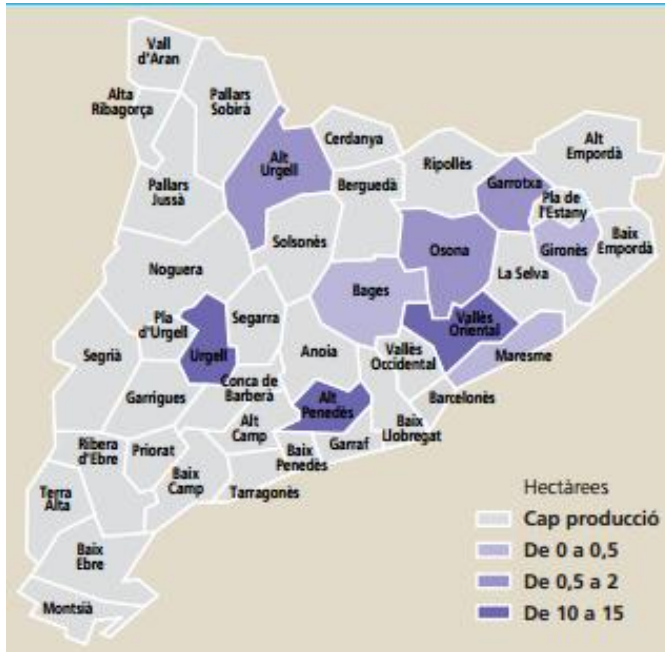 Vall
d'Aran
Alta
Ribagorça
Pallars
Sobirà
Pallars
Jussà
Alt
Urgell
Cerdanya
Berguedà
Ripollès
Garrotxa
Alt
Empordà
Pla de
l'Estany
Gironès
Baix
Empordà
Solsonès
Osona
La Selva
Noguera
Bages
Vallès
Oriental
Maresme
Pla
d'Urgell
Urgell
Segarra
Anoia
Vallès
Occidental
Segrià
Garrigues
Conca de
Barberà
Alt
Penedès
Barcelonès
Alt
Camp
Baix
Llobregat
Ribera
d'Ebre
Priorat
Baix
Camp
Baix
Penedès
Garraf
Tarragonès
Terra
Alta
Baix
Ebre
Montsià
Hectàrees
Cap producció
De 0 a 0,5
De 0,5 a 2
De 10 a 15